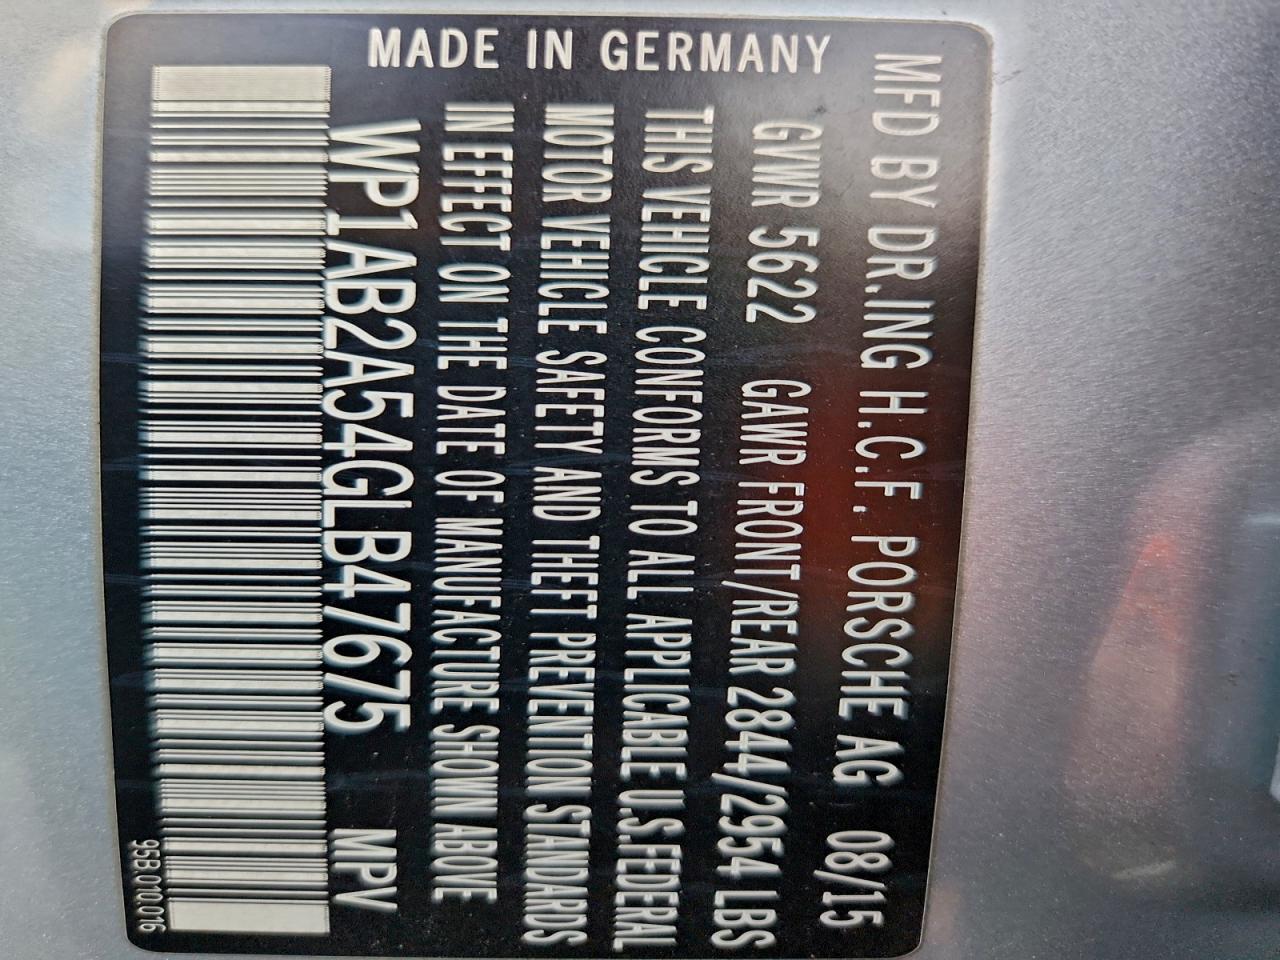 MFD BY DR.ING H.C.F. PORSCHE AG 08/15
GVWR 5622 GAWR FRONT/REAR 2844/2954 LBS
THIS VEHICLE CONFORMS TO ALL APPLICABLE U.S.FEDERAL
MOTOR VEHICLE SAFETY AND THEFT PREVENTION STANDARDS
IN EFFECT ON THE DATE OF MANUFACTURE SHOWN ABOVE
WP1AB2A54GLB47675 MPV
95B.010.016
MADE IN GERMANY